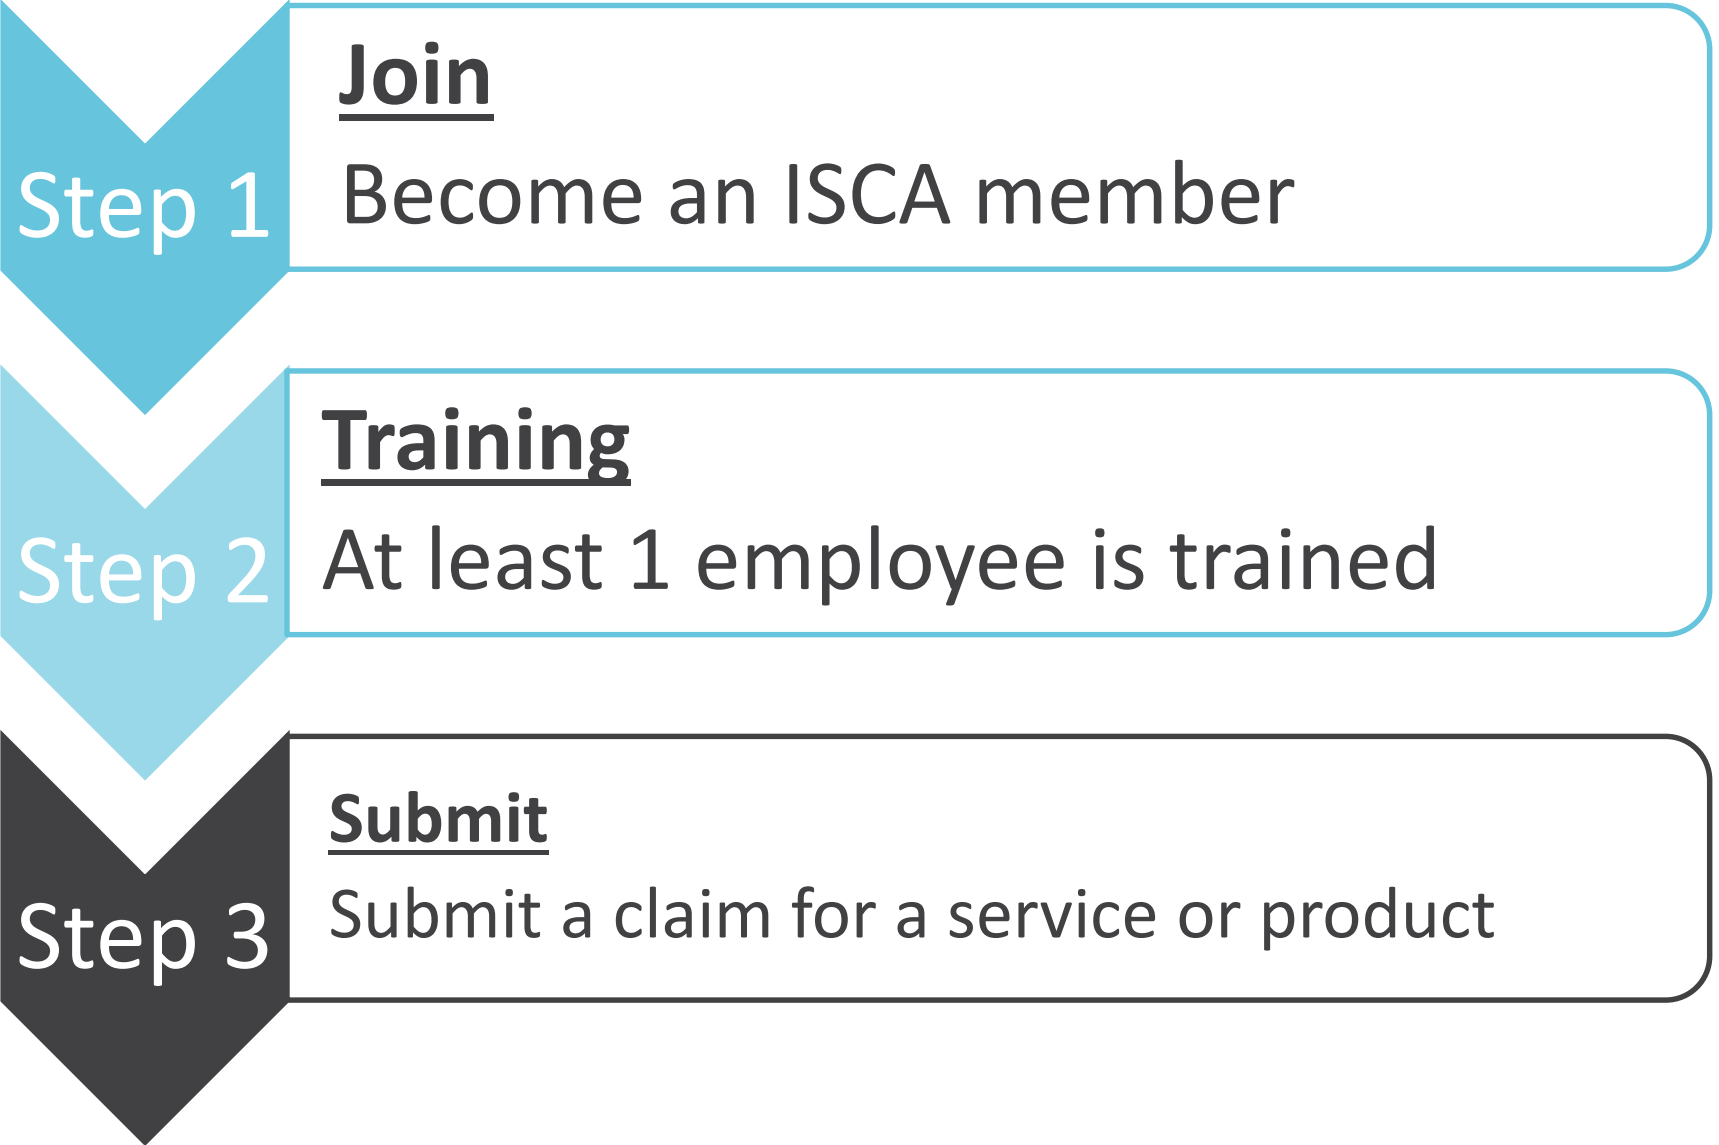 Step 1
Join
Become an ISCA member
Step 2
Training
At least 1 employee is trained
Step 3
Submit
Submit a claim for a service or product